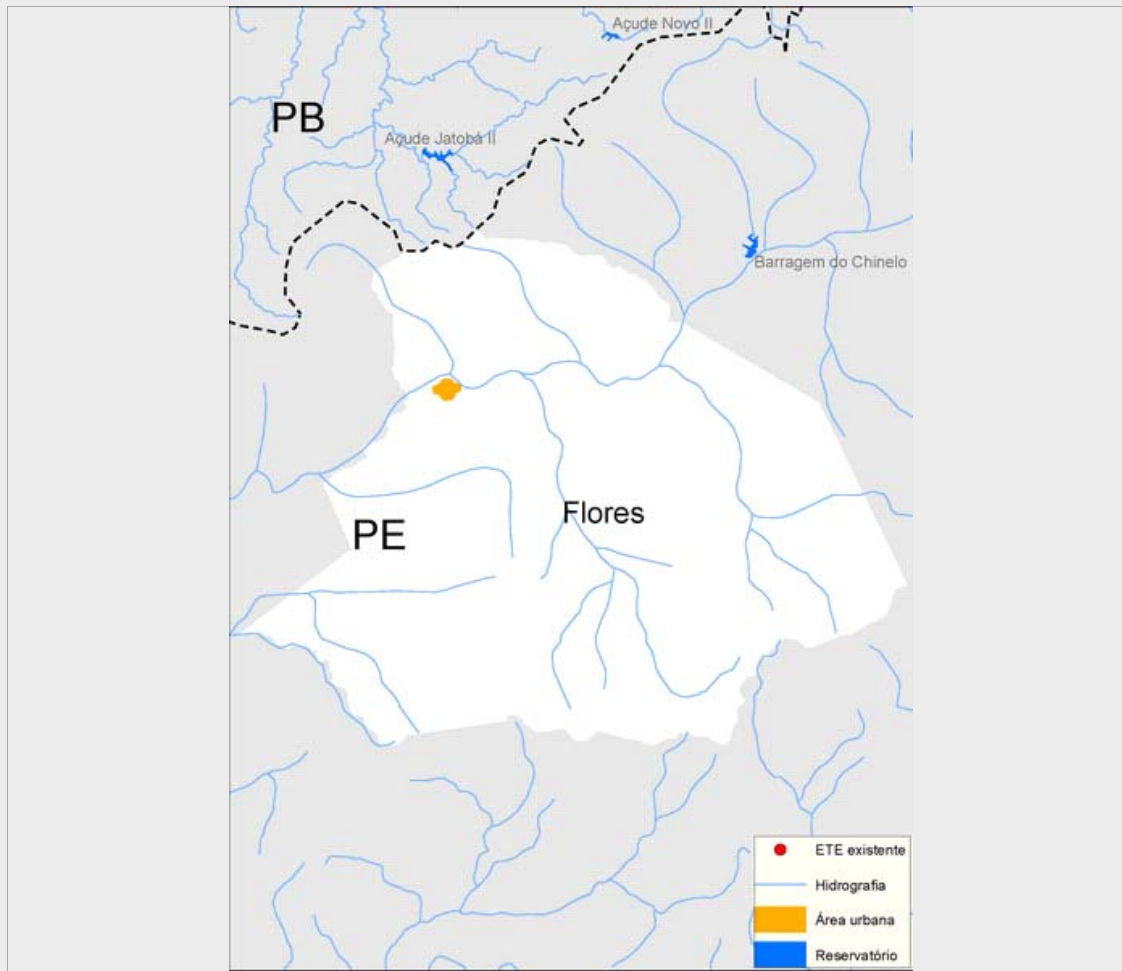 Açude Novo II
PB
Açude Jatobá II
Barragem do Chinelo
Flores
PE
ETE existente
Hidrografia
Área urbana
Reservatório